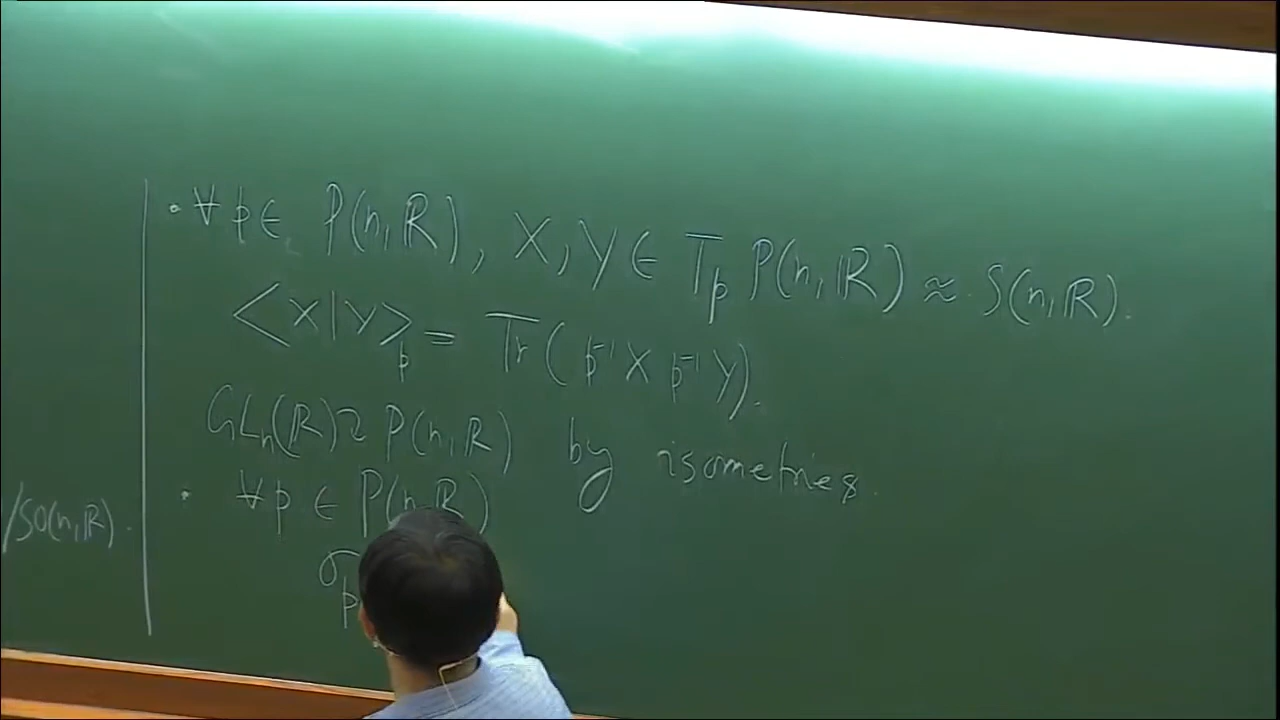 • ∀ p ∈ P(n, ℝ), X, Y ∈ T_p P(n, ℝ) ≈ S(n, ℝ).
<X|Y>_p = Tr(p⁻¹ X p⁻¹ Y).
GL_n(ℝ) ↷ P(n, ℝ) by isometries.
• ∀ p ∈ P(n, ℝ)
σ_p
/SO(n, ℝ).